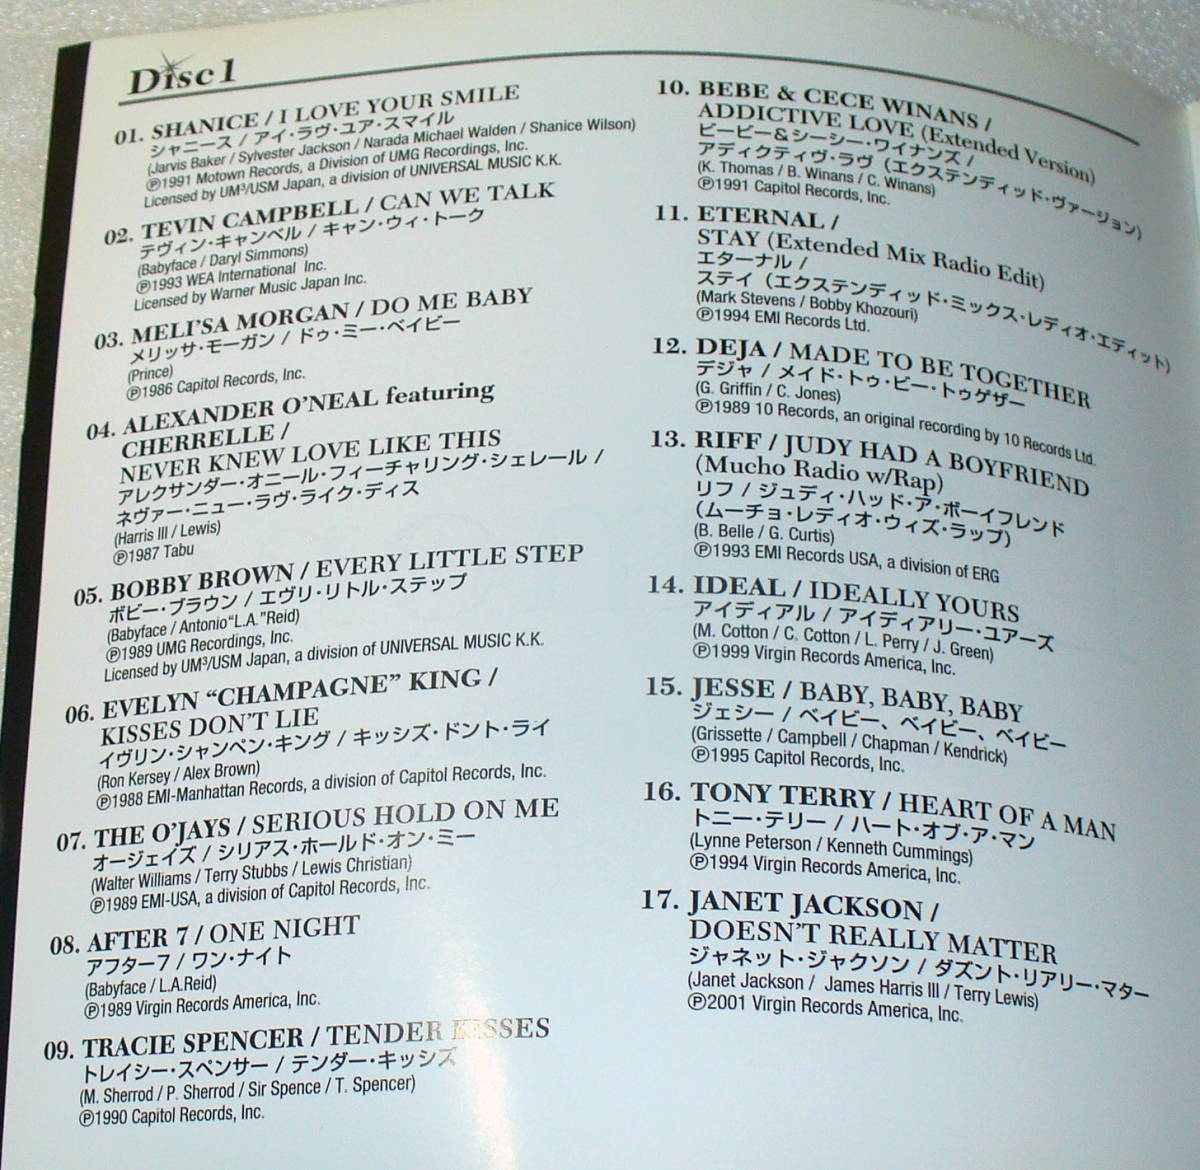 Disc 1
01. SHANICE / I LOVE YOUR SMILE
シャニース / アイ・ラヴ・ユア・スマイル
(Jarvis Baker / Sylvester Jackson / Narada Michael Walden / Shanice Wilson)
Ⓟ1991 Motown Records, a Division of UMG Recordings, Inc.
Licensed by UM³/USM Japan, a division of UNIVERSAL MUSIC K.K.
02. TEVIN CAMPBELL / CAN WE TALK
テヴィン・キャンベル / キャン・ウィ・トーク
(Babyface / Daryl Simmons)
Ⓟ1993 WEA International Inc.
Licensed by Warner Music Japan Inc.
03. MELI'SA MORGAN / DO ME BABY
メリッサ・モーガン / ドゥ・ミー・ベイビー
(Prince)
Ⓟ1986 Capitol Records, Inc.
04. ALEXANDER O'NEAL featuring
CHERRELLE /
NEVER KNEW LOVE LIKE THIS
アレクサンダー・オニール・フィーチャリング・シェレール /
ネヴァー・ニュー・ラヴ・ライク・ディス
(Harris III / Lewis)
Ⓟ1987 Tabu
05. BOBBY BROWN / EVERY LITTLE STEP
ボビー・ブラウン / エヴリ・リトル・ステップ
(Babyface / Antonio“L.A.”Reid)
Ⓟ1989 UMG Recordings, Inc.
Licensed by UM³/USM Japan, a division of UNIVERSAL MUSIC K.K.
06. EVELYN “CHAMPAGNE” KING /
KISSES DON'T LIE
イヴリン・シャンペン・キング / キッシズ・ドント・ライ
(Ron Kersey / Alex Brown)
Ⓟ1988 EMI-Manhattan Records, a division of Capitol Records, Inc.
07. THE O'JAYS / SERIOUS HOLD ON ME
オージェイズ / シリアス・ホールド・オン・ミー
(Walter Williams / Terry Stubbs / Lewis Christian)
Ⓟ1989 EMI-USA, a division of Capitol Records, Inc.
08. AFTER 7 / ONE NIGHT
アフター7 / ワン・ナイト
(Babyface / L.A.Reid)
Ⓟ1989 Virgin Records America, Inc.
09. TRACIE SPENCER / TENDER KISSES
トレイシー・スペンサー / テンダー・キッシズ
(M. Sherrod / P. Sherrod / Sir Spence / T. Spencer)
Ⓟ1990 Capitol Records, Inc.
10. BEBE & CECE WINANS /
ADDICTIVE LOVE (Extended Version)
ビービー＆シーシー・ワイナンズ /
アディクティヴ・ラヴ（エクステンディッド・ヴァージョン）
(K. Thomas / B. Winans / C. Winans)
Ⓟ1991 Capitol Records, Inc.
11. ETERNAL /
STAY (Extended Mix Radio Edit)
エターナル /
ステイ（エクステンディッド・ミックス・レディオ・エディット）
(Mark Stevens / Bobby Khozouri)
Ⓟ1994 EMI Records Ltd.
12. DEJA / MADE TO BE TOGETHER
デジャ / メイド・トゥ・ビー・トゥゲザー
(G. Griffin / C. Jones)
Ⓟ1989 10 Records, an original recording by 10 Records Ltd.
13. RIFF / JUDY HAD A BOYFRIEND
(Mucho Radio w/Rap)
リフ / ジュディ・ハッド・ア・ボーイフレンド
（ムーチョ・レディオ・ウィズ・ラップ）
(B. Belle / G. Curtis)
Ⓟ1993 EMI Records USA, a division of ERG
14. IDEAL / IDEALLY YOURS
アイディアル / アイディアリー・ユアーズ
(M. Cotton / C. Cotton / L. Perry / J. Green)
Ⓟ1999 Virgin Records America, Inc.
15. JESSE / BABY, BABY, BABY
ジェシー / ベイビー、ベイビー、ベイビー
(Grissette / Campbell / Chapman / Kendrick)
Ⓟ1995 Capitol Records, Inc.
16. TONY TERRY / HEART OF A MAN
トニー・テリー / ハート・オブ・ア・マン
(Lynne Peterson / Kenneth Cummings)
Ⓟ1994 Virgin Records America, Inc.
17. JANET JACKSON /
DOESN'T REALLY MATTER
ジャネット・ジャクソン / ダズント・リアリー・マター
(Janet Jackson / James Harris III / Terry Lewis)
Ⓟ2001 Virgin Records America, Inc.